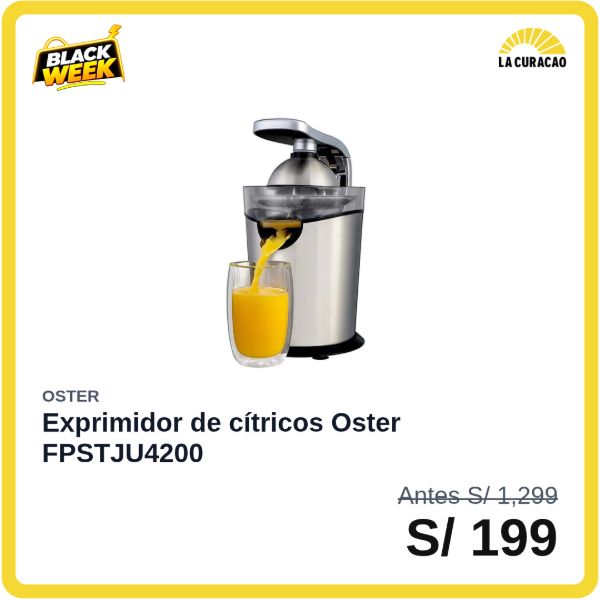 BLACK
WEEK
LA CURACAO
OSTER
Exprimidor de cítricos Oster
FPSTJU4200
Antes S/ 1,299
S/ 199